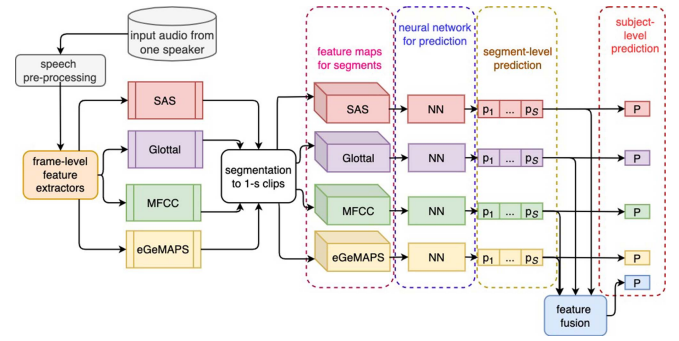 input audio from
one speaker
speech
pre-processing
frame-level
feature
extractors
SAS
Glottal
MFCC
eGeMAPS
segmentation
to 1-s clips
feature maps
for segments
SAS
Glottal
MFCC
eGeMAPS
neural network
for prediction
NN
NN
NN
NN
segment-level
prediction
p1 ... pS
p1 ... pS
p1 ... pS
p1 ... pS
feature
fusion
subject-
level
prediction
P
P
P
P
P